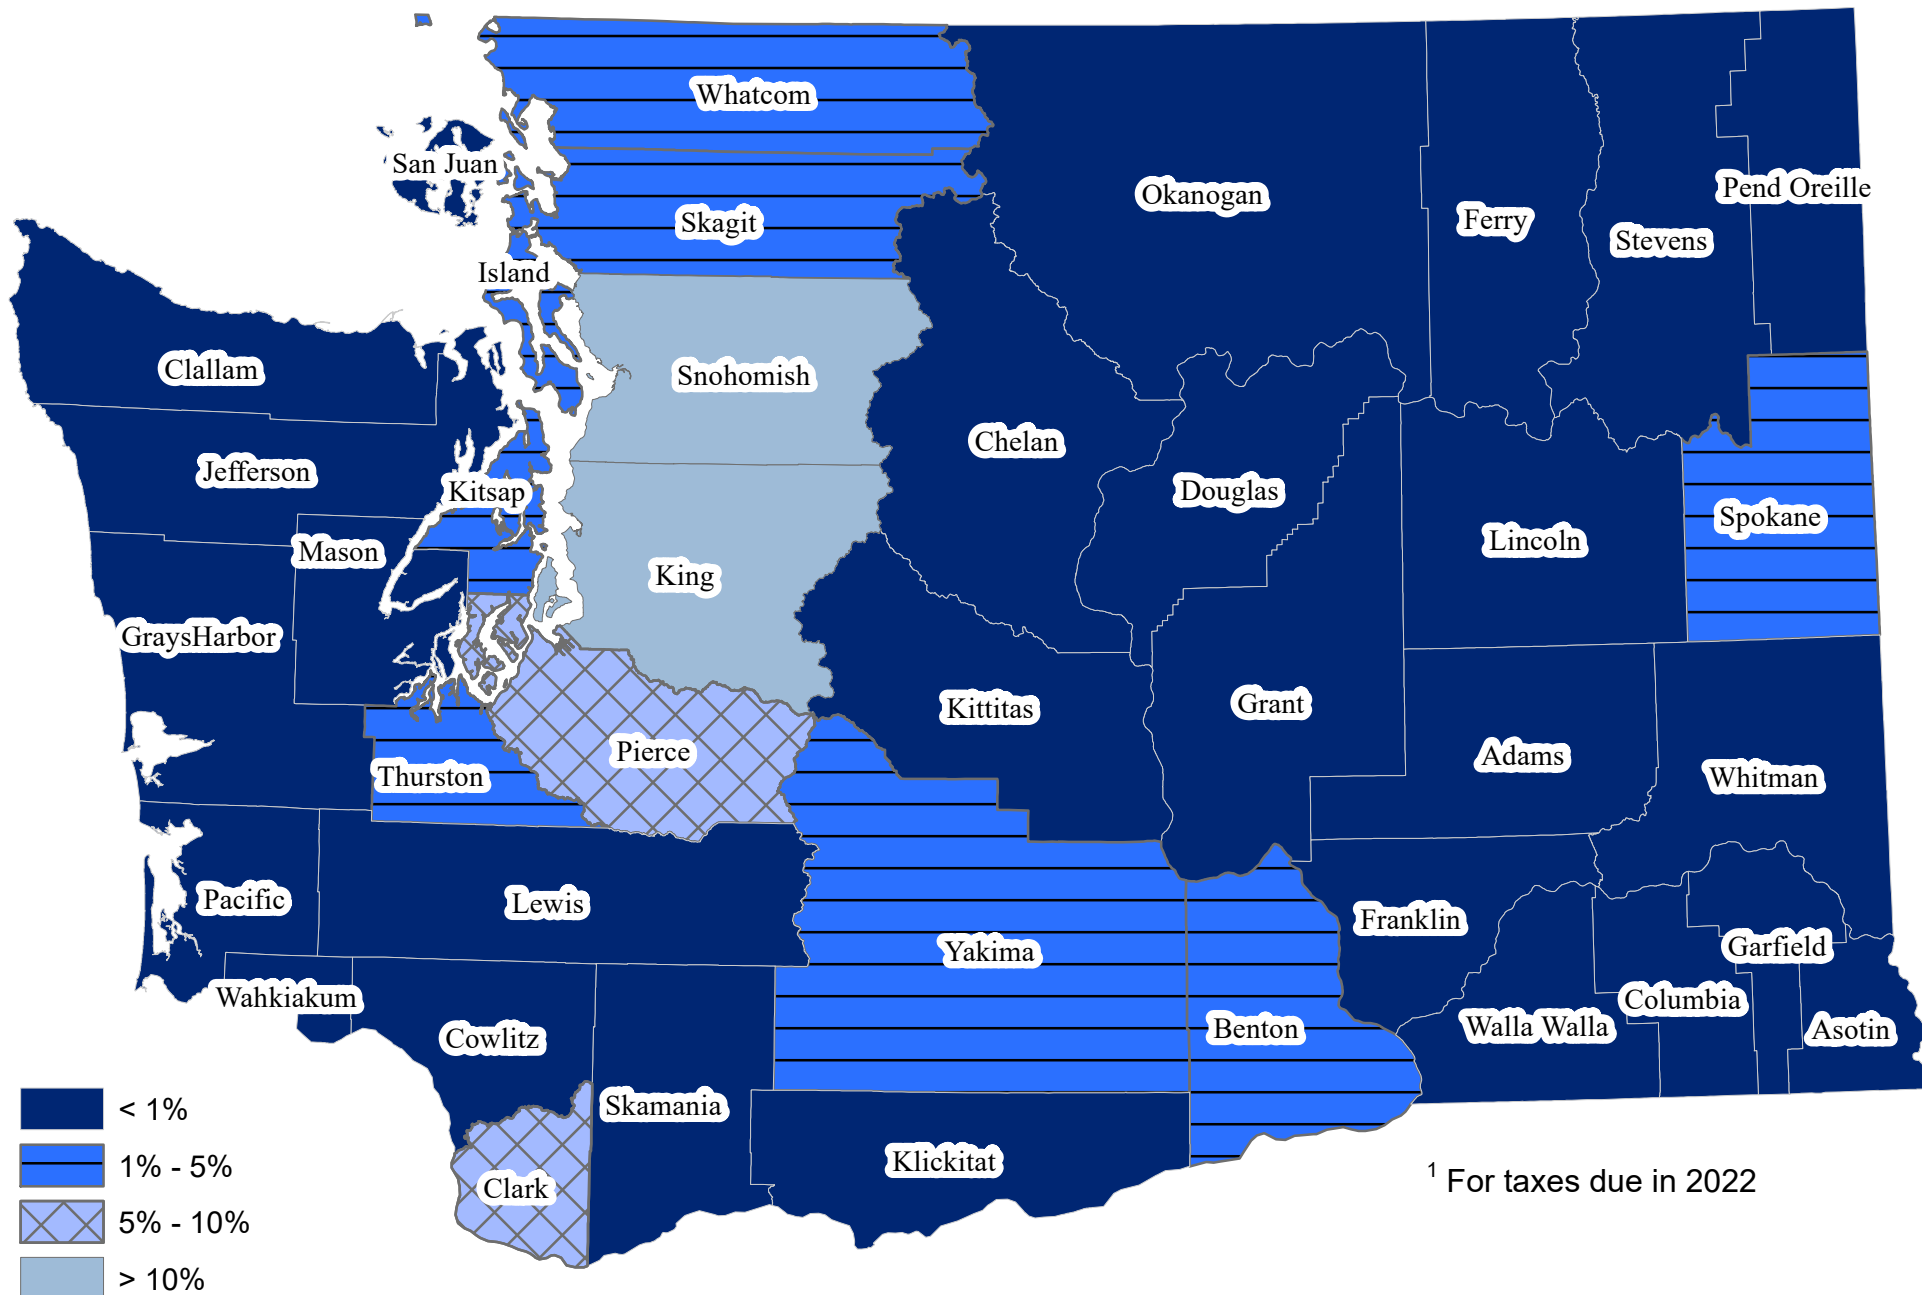 Whatcom
San Juan
Okanogan
Pend Oreille
Ferry
Skagit
Stevens
Island
Clallam
Snohomish
Chelan
Jefferson
Kitsap
Douglas
Spokane
Lincoln
Mason
King
GraysHarbor
Kittitas
Grant
Pierce
Adams
Thurston
Whitman
Pacific
Lewis
Franklin
Yakima
Garfield
Wahkiakum
Columbia
Cowlitz
Benton
Walla Walla
Asotin
Skamania
Klickitat
Clark
< 1%
1% - 5%
5% - 10%
> 10%
1 For taxes due in 2022